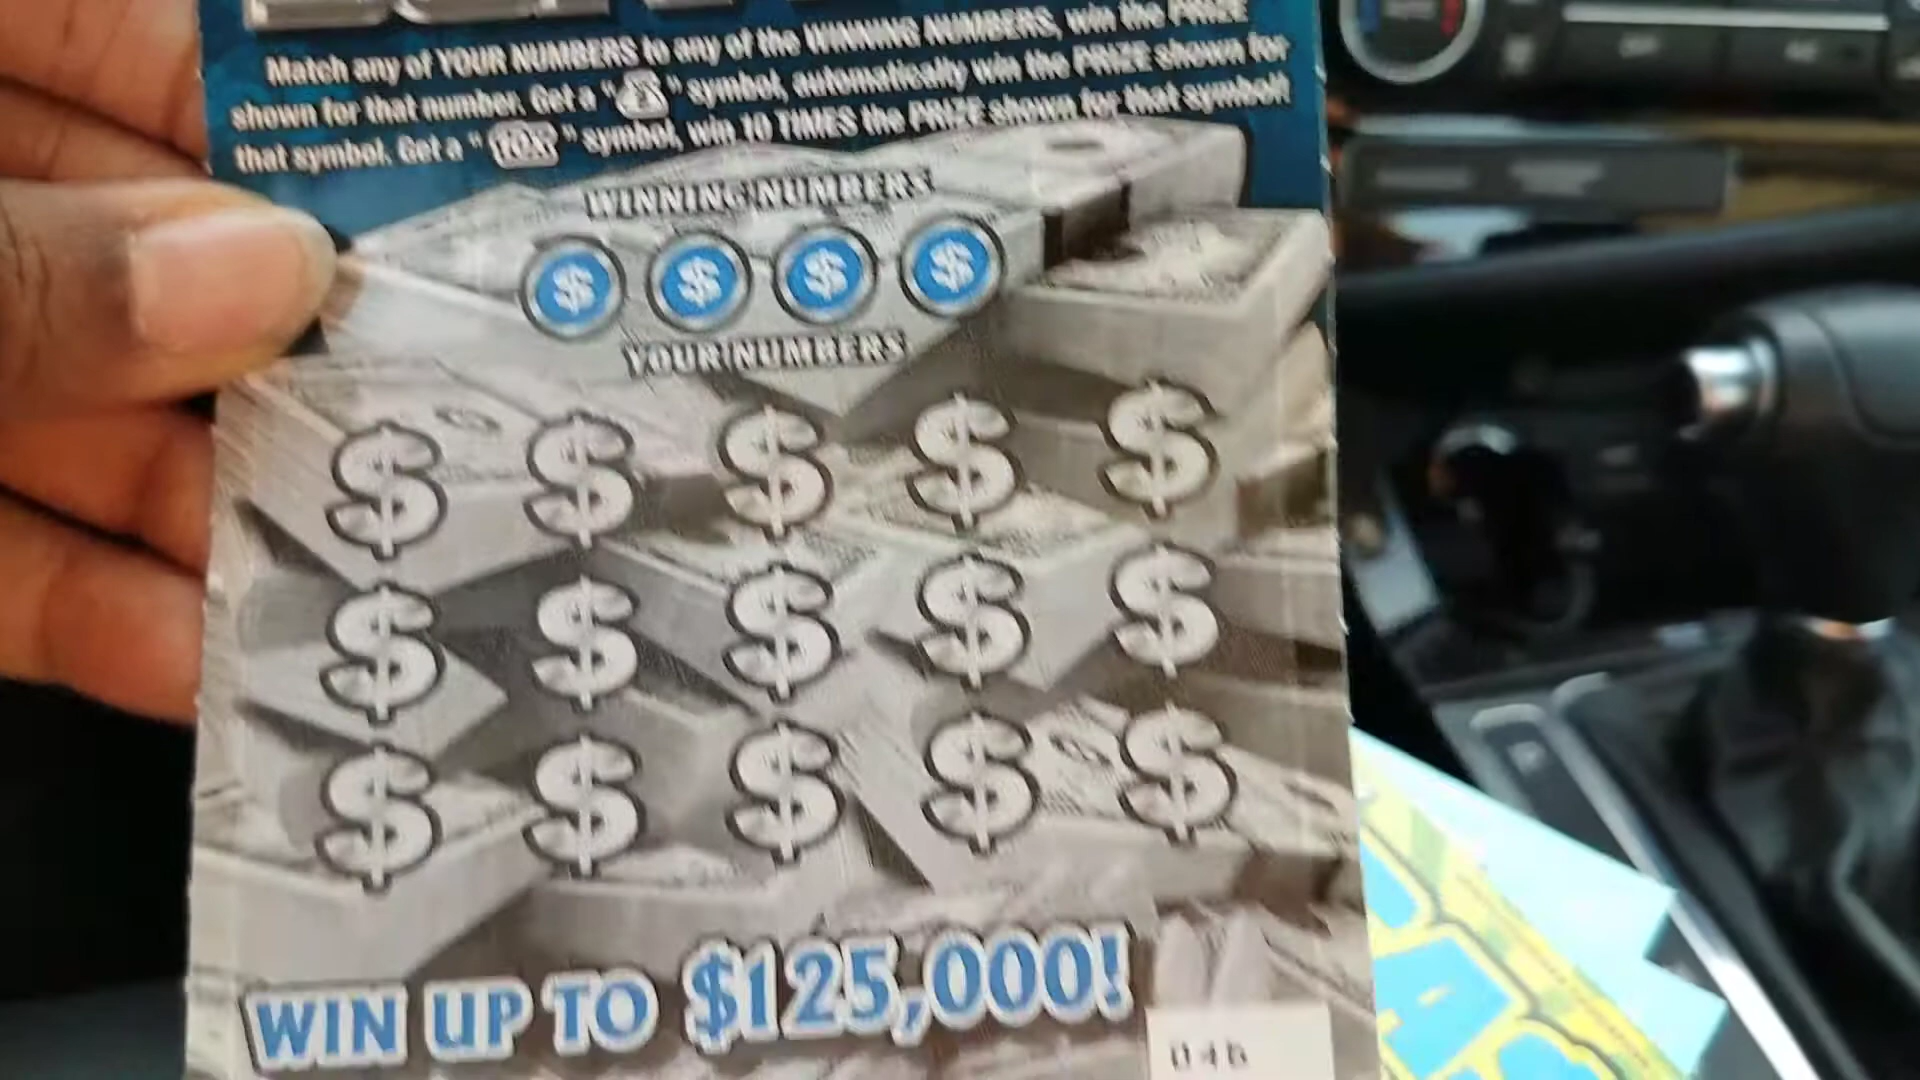 Match any of YOUR NUMBERS to any of the WINNING NUMBERS, win the PRIZE
shown for that number. Get a " " symbol, automatically win the PRIZE shown for
that symbol. Get a "10X" symbol, win 10 TIMES the PRIZE shown for that symbol!
WINNING NUMBERS
$ $ $ $
YOUR NUMBERS
$ $ $ $ $
$ $ $ $ $
$ $ $ $ $
WIN UP TO $125,000!
046